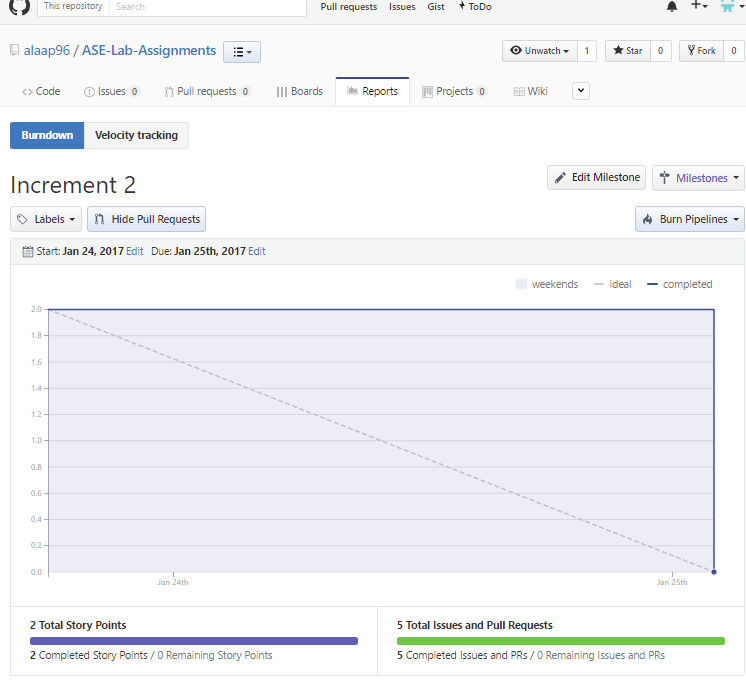 This repository Search Pull requests Issues Gist ToDo
alaap96 / ASE-Lab-Assignments Unwatch 1 Star 0 Fork 0
Code Issues 0 Pull requests 0 Boards Reports Projects 0 Wiki
Burndown Velocity tracking
Increment 2 Edit Milestone Milestones
Labels Hide Pull Requests Burn Pipelines
Start: Jan 24, 2017 Edit Due: Jan 25th, 2017 Edit
weekends ideal completed
2.0
1.8
1.6
1.4
1.2
1.0
0.8
0.6
0.4
0.2
0.0
Jan 24th Jan 25th
2 Total Story Points 5 Total Issues and Pull Requests
2 Completed Story Points / 0 Remaining Story Points 5 Completed Issues and PRs / 0 Remaining Issues and PRs